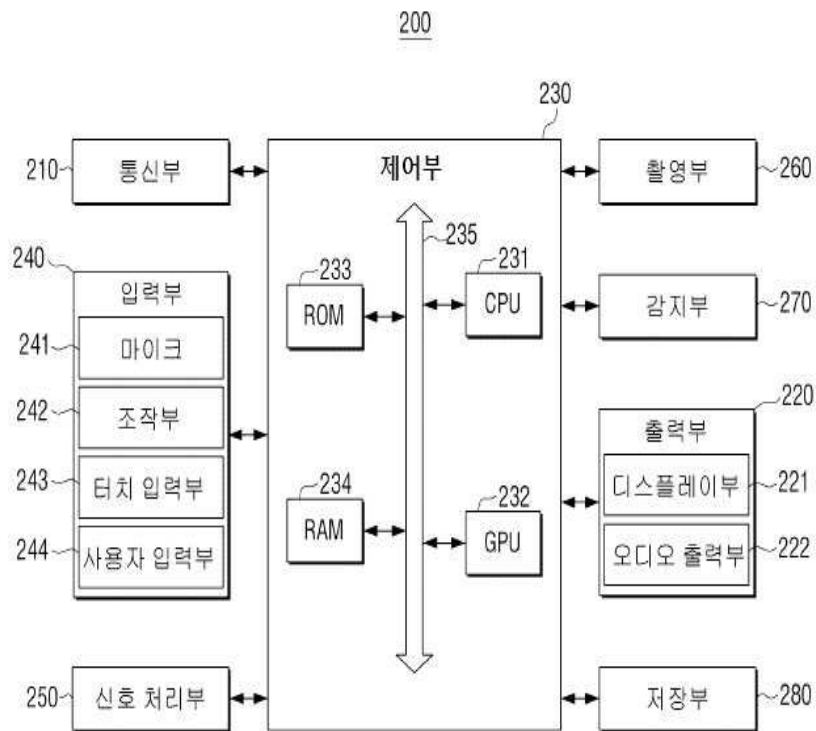 200
230
210
통신부
제어부
촬영부
260
235
240
입력부
233
ROM
231
CPU
감지부
270
241
마이크
242
조작부
220
출력부
243
터치 입력부
234
RAM
232
GPU
디스플레이부
221
244
사용자 입력부
오디오 출력부
222
250
신호 처리부
저장부
280